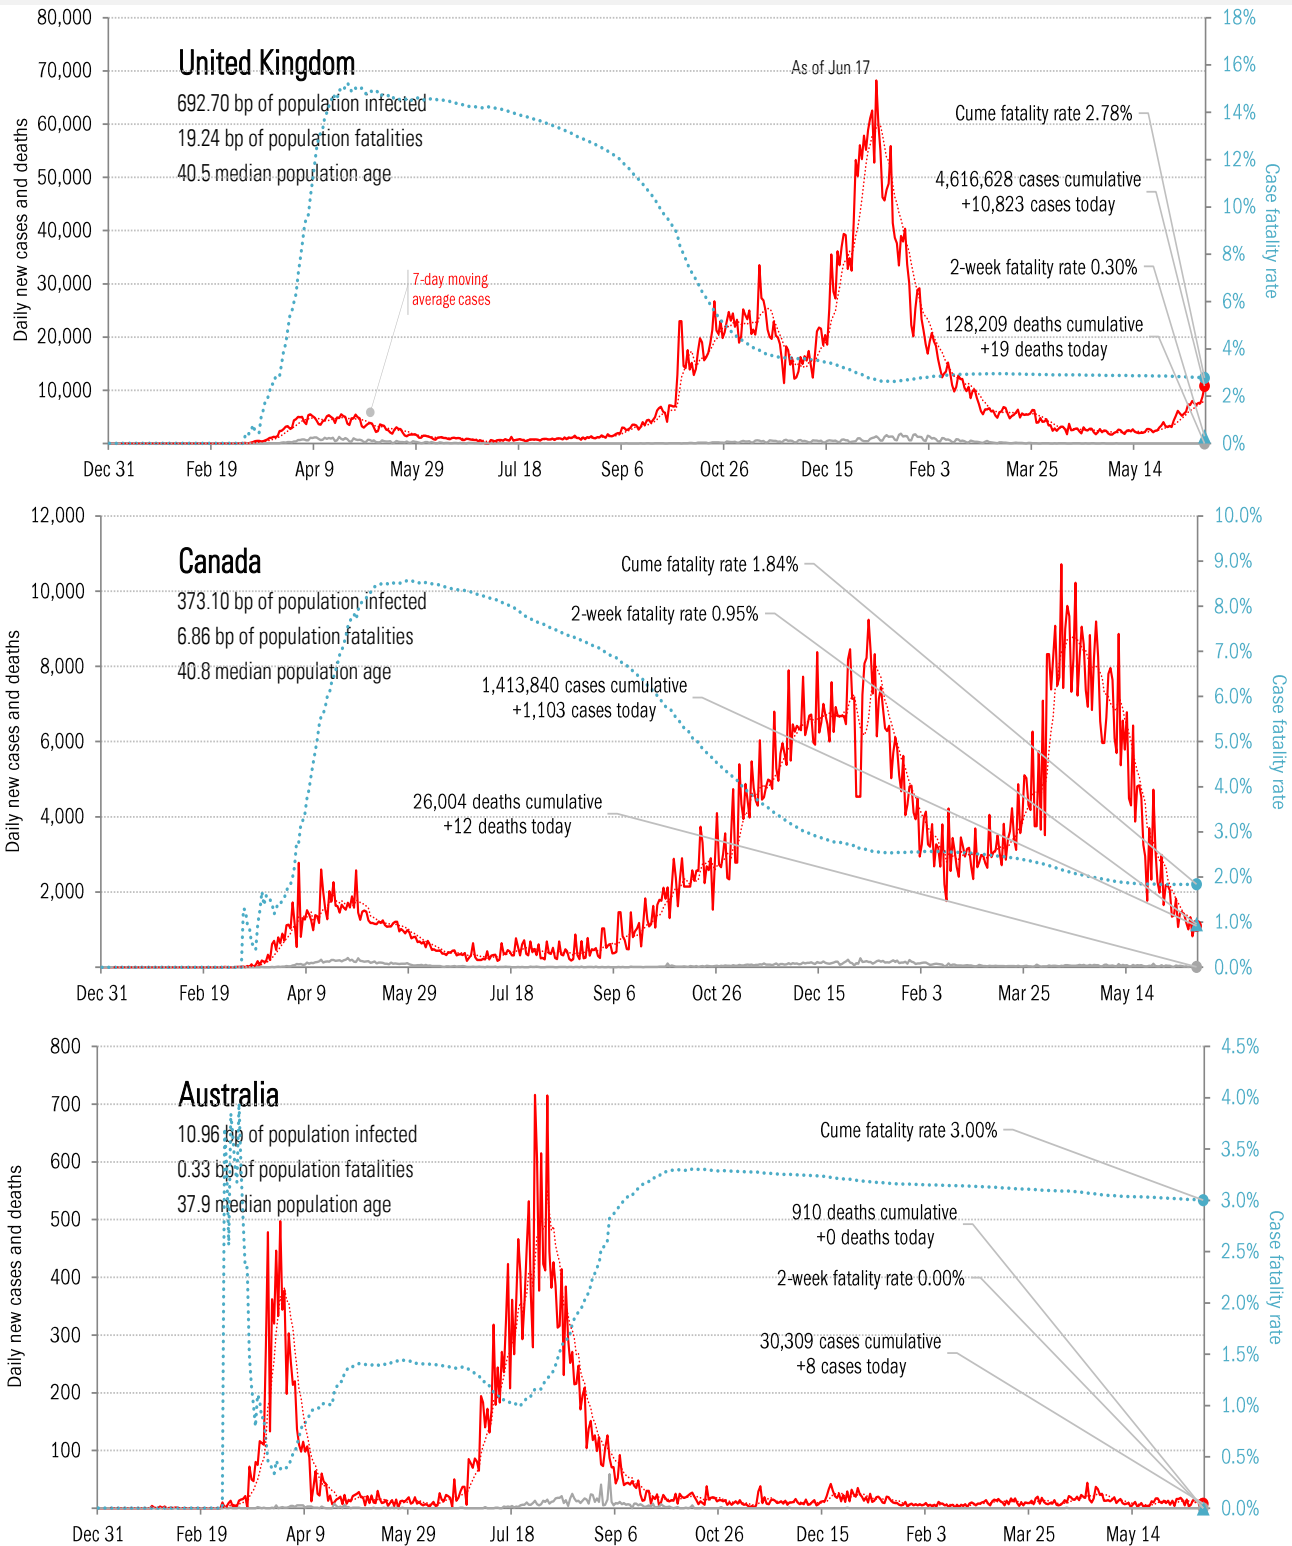 80,000
70,000
60,000
50,000
40,000
30,000
20,000
10,000
Daily new cases and deaths
United Kingdom
692.70 bp of population infected
19.24 bp of population fatalities
40.5 median population age
7-day moving
average cases
As of Jun 17
Cume fatality rate 2.78%
4,616,628 cases cumulative
+10,823 cases today
2-week fatality rate 0.30%
128,209 deaths cumulative
+19 deaths today
18%
16%
14%
12%
10%
8%
6%
4%
2%
0%
Case fatality rate
Dec 31 Feb 19 Apr 9 May 29 Jul 18 Sep 6 Oct 26 Dec 15 Feb 3 Mar 25 May 14
12,000
10,000
8,000
6,000
4,000
2,000
Daily new cases and deaths
Canada
373.10 bp of population infected
6.86 bp of population fatalities
40.8 median population age
Cume fatality rate 1.84%
2-week fatality rate 0.95%
1,413,840 cases cumulative
+1,103 cases today
26,004 deaths cumulative
+12 deaths today
10.0%
9.0%
8.0%
7.0%
6.0%
5.0%
4.0%
3.0%
2.0%
1.0%
0.0%
Case fatality rate
Dec 31 Feb 19 Apr 9 May 29 Jul 18 Sep 6 Oct 26 Dec 15 Feb 3 Mar 25 May 14
800
700
600
500
400
300
200
100
Daily new cases and deaths
Australia
10.96 bp of population infected
0.33 bp of population fatalities
37.9 median population age
Cume fatality rate 3.00%
910 deaths cumulative
+0 deaths today
2-week fatality rate 0.00%
30,309 cases cumulative
+8 cases today
4.5%
4.0%
3.5%
3.0%
2.5%
2.0%
1.5%
1.0%
0.5%
0.0%
Case fatality rate
Dec 31 Feb 19 Apr 9 May 29 Jul 18 Sep 6 Oct 26 Dec 15 Feb 3 Mar 25 May 14